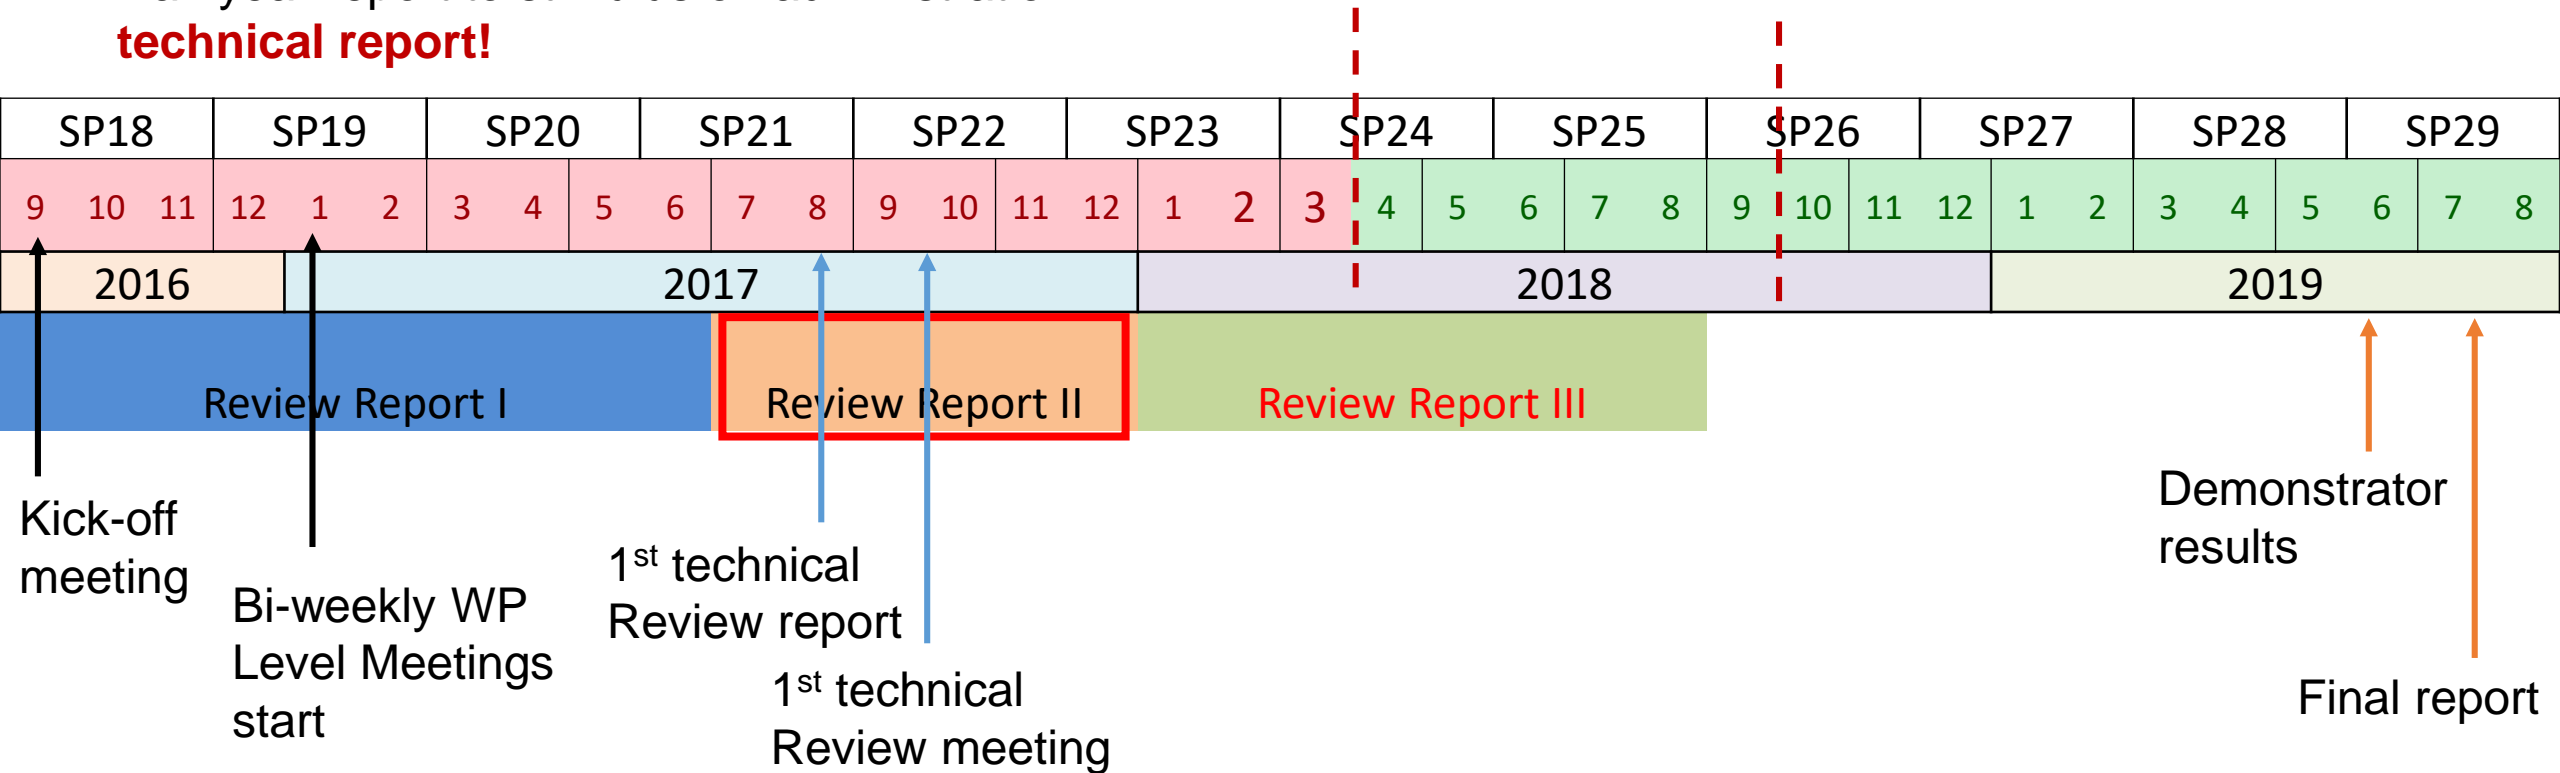 technical report!
SP18 SP19 SP20 SP21 SP22 SP23 SP24 SP25 SP26 SP27 SP28 SP29
9 10 11 12 1 2 3 4 5 6 7 8 9 10 11 12 1 2 3 4 5 6 7 8 9 10 11 12 1 2 3 4 5 6 7 8
2016 2017 2018 2019
Review Report I Review Report II Review Report III
Kick-off
meeting
Bi-weekly WP
Level Meetings
start
1st technical
Review report
1st technical
Review meeting
Demonstrator
results
Final report